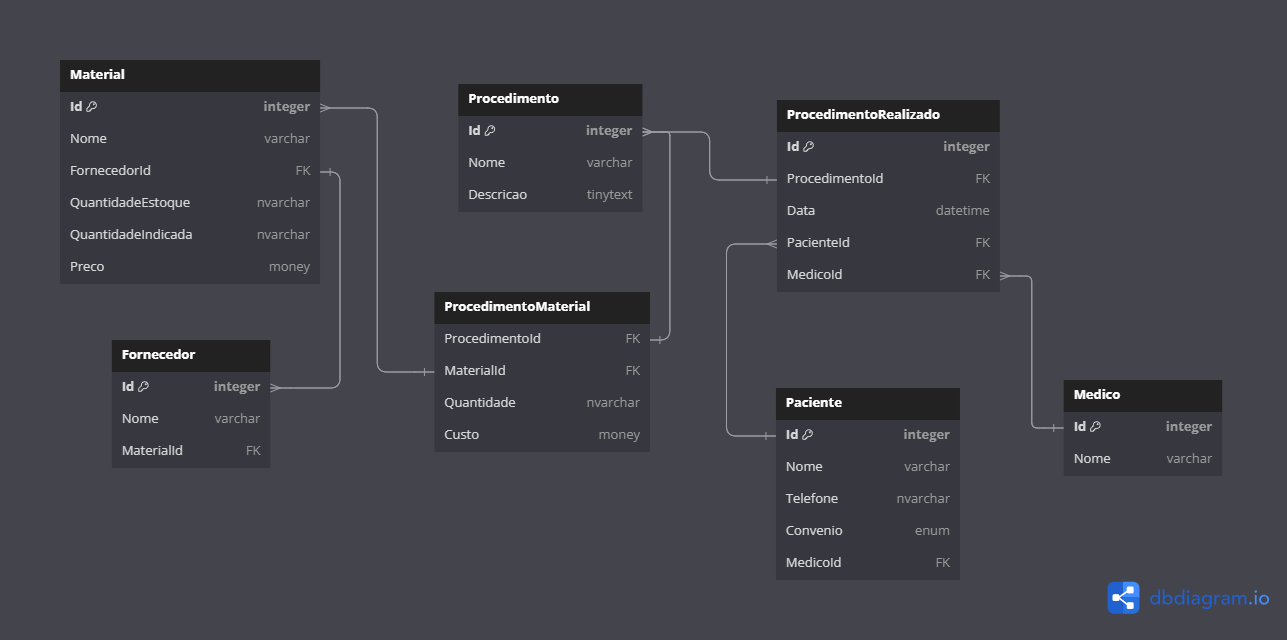 Material
Id integer
Nome varchar
FornecedorId FK
QuantidadeEstoque nvarchar
QuantidadeIndicada nvarchar
Preco money
Fornecedor
Id integer
Nome varchar
MaterialId FK
Procedimento
Id integer
Nome varchar
Descricao tinytext
ProcedimentoMaterial
ProcedimentoId FK
MaterialId FK
Quantidade nvarchar
Custo money
ProcedimentoRealizado
Id integer
ProcedimentoId FK
Data datetime
PacienteId FK
MedicoId FK
Paciente
Id integer
Nome varchar
Telefone nvarchar
Convenio enum
MedicoId FK
Medico
Id integer
Nome varchar
dbdiagram.io